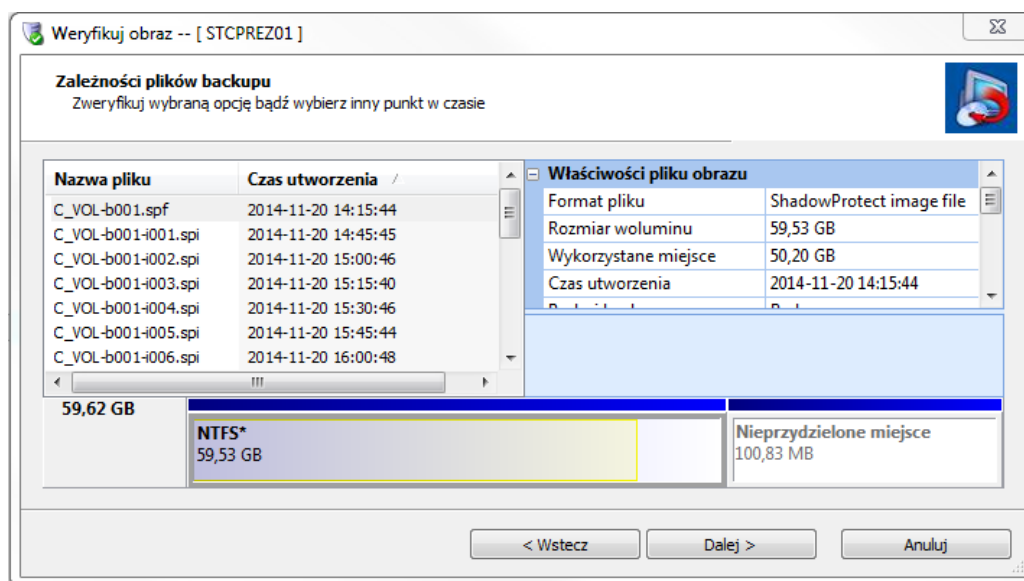 Weryfikuj obraz -- [ STCPREZ01 ]
Zależności plików backupu
Zweryfikuj wybraną opcję bądź wybierz inny punkt w czasie
Nazwa pliku Czas utworzenia
C_VOL-b001.spf 2014-11-20 14:15:44
C_VOL-b001-i001.spi 2014-11-20 14:45:45
C_VOL-b001-i002.spi 2014-11-20 15:00:46
C_VOL-b001-i003.spi 2014-11-20 15:15:40
C_VOL-b001-i004.spi 2014-11-20 15:30:46
C_VOL-b001-i005.spi 2014-11-20 15:45:44
C_VOL-b001-i006.spi 2014-11-20 16:00:48
Właściwości pliku obrazu
Format pliku ShadowProtect image file
Rozmiar woluminu 59,53 GB
Wykorzystane miejsce 50,20 GB
Czas utworzenia 2014-11-20 14:15:44
59,62 GB
NTFS*
59,53 GB
Nieprzydzielone miejsce
100,83 MB
< Wstecz
Dalej >
Anuluj